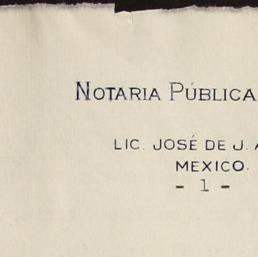 NOTARIA PÚBLICA
LIC. JOSÉ DE J.
MEXICO.
- 1 -